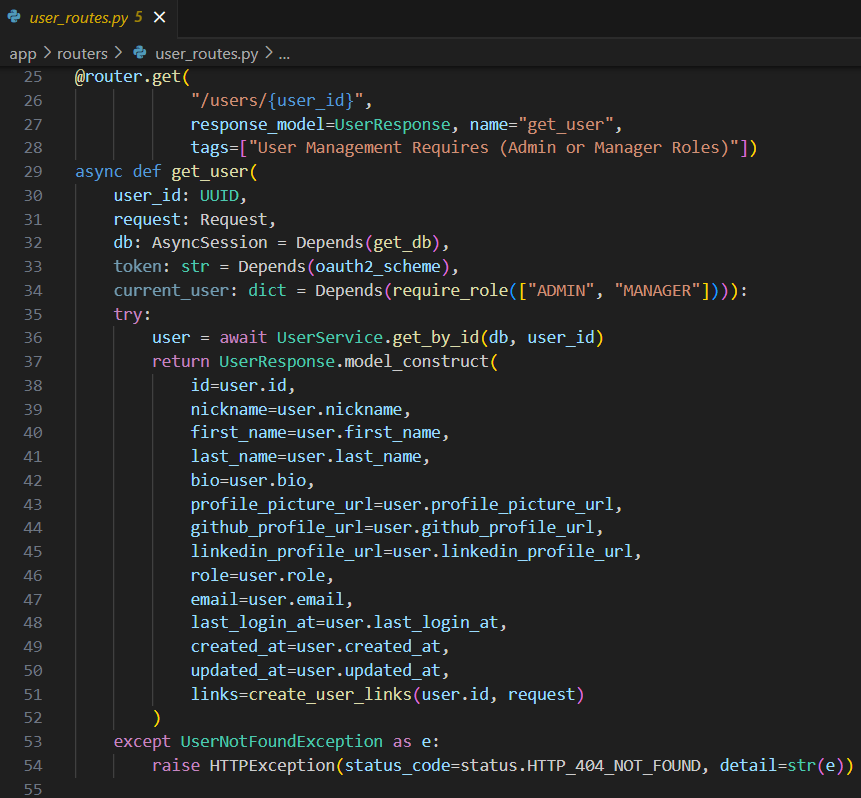 user_routes.py 5 ×
app > routers > user_routes.py > ...
25 @router.get(
26             "/users/{user_id}",
27             response_model=UserResponse, name="get_user",
28             tags=["User Management Requires (Admin or Manager Roles)"])
29 async def get_user(
30     user_id: UUID,
31     request: Request,
32     db: AsyncSession = Depends(get_db),
33     token: str = Depends(oauth2_scheme),
34     current_user: dict = Depends(require_role(["ADMIN", "MANAGER"]))):
35     try:
36         user = await UserService.get_by_id(db, user_id)
37         return UserResponse.model_construct(
38             id=user.id,
39             nickname=user.nickname,
40             first_name=user.first_name,
41             last_name=user.last_name,
42             bio=user.bio,
43             profile_picture_url=user.profile_picture_url,
44             github_profile_url=user.github_profile_url,
45             linkedin_profile_url=user.linkedin_profile_url,
46             role=user.role,
47             email=user.email,
48             last_login_at=user.last_login_at,
49             created_at=user.created_at,
50             updated_at=user.updated_at,
51             links=create_user_links(user.id, request)
52         )
53     except UserNotFoundException as e:
54         raise HTTPException(status_code=status.HTTP_404_NOT_FOUND, detail=str(e))
55